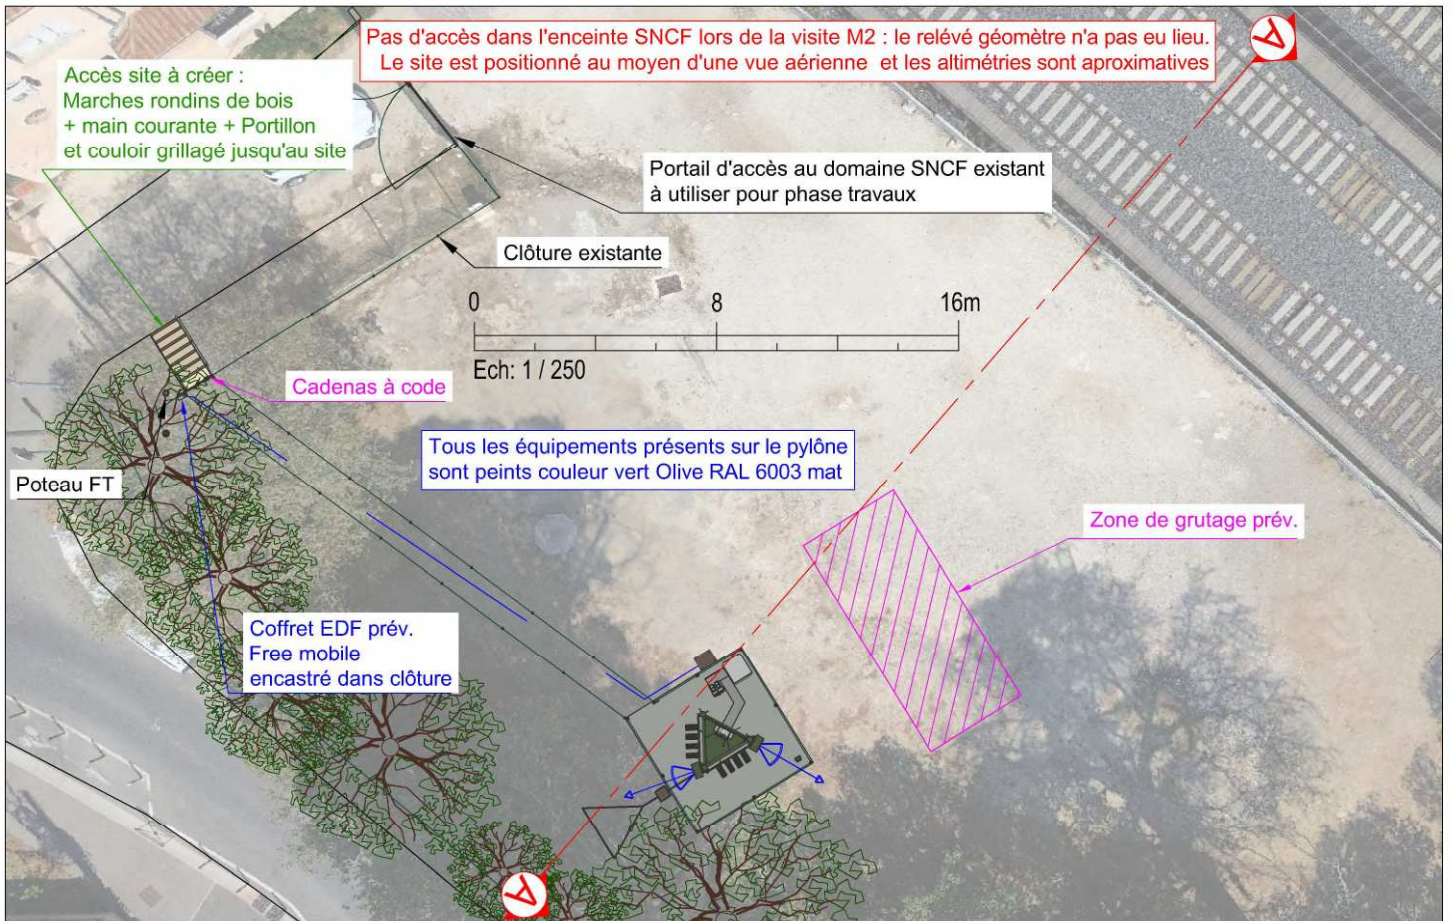 Pas d'accès dans l'enceinte SNCF lors de la visite M2 : le relévé géomètre n'a pas eu lieu.
Le site est positionné au moyen d'une vue aérienne et les altimétries sont aproximatives
A
Accès site à créer :
Marches rondins de bois
+ main courante + Portillon
et couloir grillagé jusqu'au site
Portail d'accès au domaine SNCF existant
à utiliser pour phase travaux
Clôture existante
0 8 16m
Ech: 1 / 250
Cadenas à code
Tous les équipements présents sur le pylône
sont peints couleur vert Olive RAL 6003 mat
Poteau FT
Zone de grutage prév.
Coffret EDF prév.
Free mobile
encastré dans clôture
A